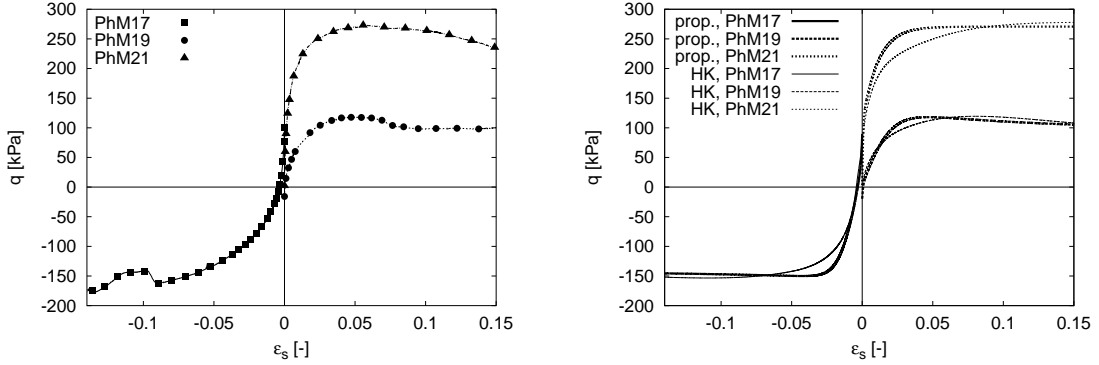 300
250
200
150
100
50
0
-50
-100
-150
-200
q [kPa]
PhM17
PhM19
PhM21
-0.1 -0.05 0 0.05 0.1 0.15
εs [-]
300
250
200
150
100
50
0
-50
-100
-150
-200
q [kPa]
prop., PhM17
prop., PhM19
prop., PhM21
HK, PhM17
HK, PhM19
HK, PhM21
-0.1 -0.05 0 0.05 0.1 0.15
εs [-]